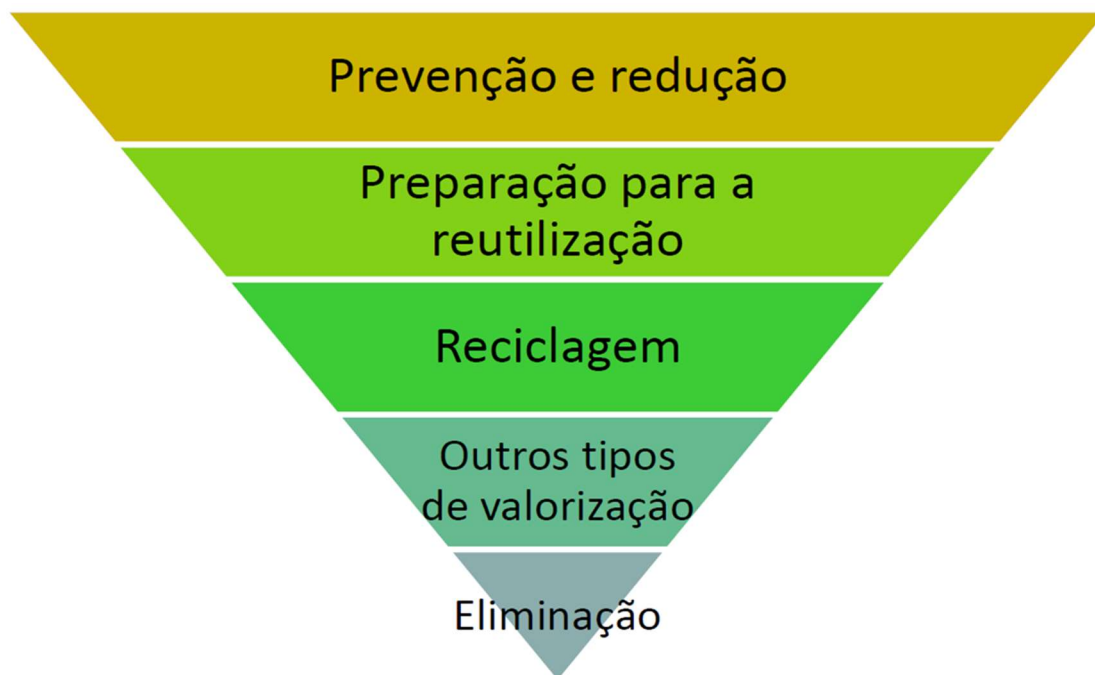 Prevenção e redução
Preparação para a
reutilização
Reciclagem
Outros tipos
de valorização
Eliminação